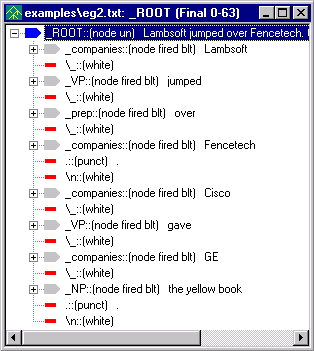 examples\eg2.txt: _ROOT (Final 0-63)
_ROOT::(node un) Lambsoft jumped over Fencetech.
_companies::(node fired blt) Lambsoft
\_::(white)
_VP::(node fired blt) jumped
\_::(white)
_prep::(node fired blt) over
\_::(white)
_companies::(node fired blt) Fencetech
.::(punct) .
\n::(white)
_companies::(node fired blt) Cisco
\_::(white)
_VP::(node fired blt) gave
\_::(white)
_companies::(node fired blt) GE
\_::(white)
_NP::(node fired blt) the yellow book
.::(punct) .
\n::(white)